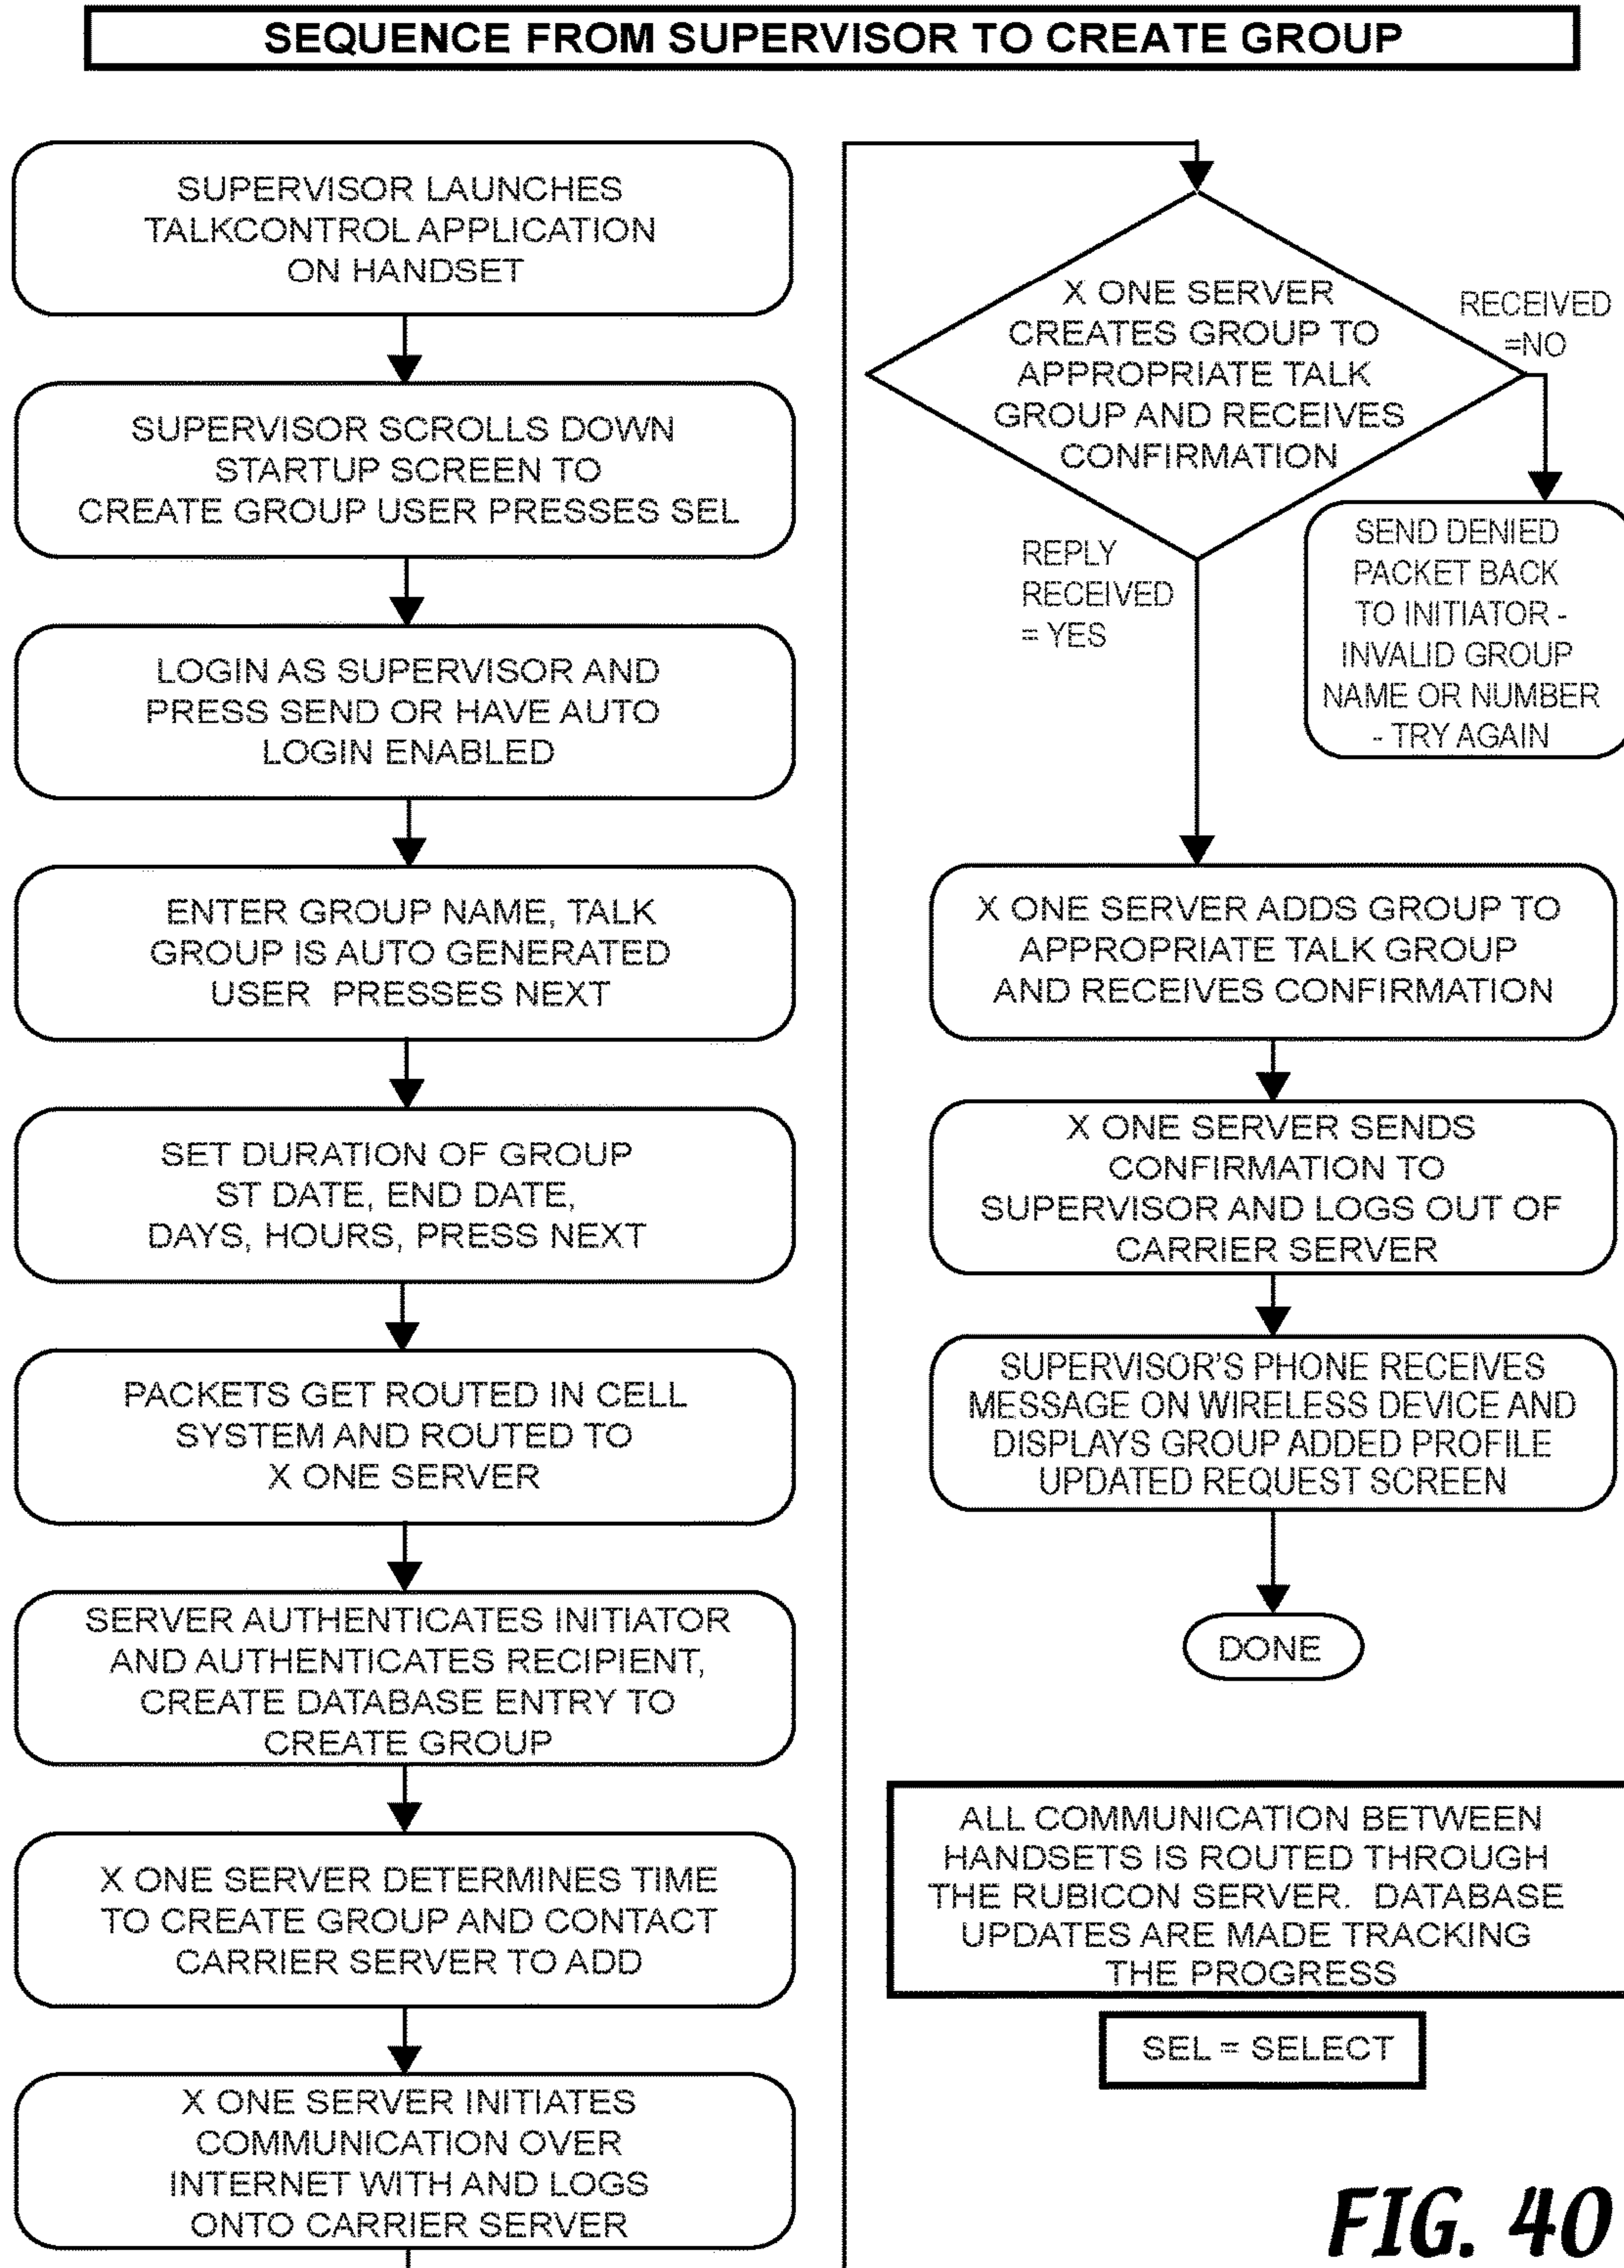 SEQUENCE FROM SUPERVISOR TO CREATE GROUP
SUPERVISOR LAUNCHES
TALKCONTROL APPLICATION
ON HANDSET
SUPERVISOR SCROLLS DOWN
STARTUP SCREEN TO
CREATE GROUP USER PRESSES SEL
LOGIN AS SUPERVISOR AND
PRESS SEND OR HAVE AUTO
LOGIN ENABLED
ENTER GROUP NAME, TALK
GROUP IS AUTO GENERATED
USER PRESSES NEXT
SET DURATION OF GROUP
ST DATE, END DATE,
DAYS, HOURS, PRESS NEXT
PACKETS GET ROUTED IN CELL
SYSTEM AND ROUTED TO
X ONE SERVER
SERVER AUTHENTICATES INITIATOR
AND AUTHENTICATES RECIPIENT,
CREATE DATABASE ENTRY TO
CREATE GROUP
X ONE SERVER DETERMINES TIME
TO CREATE GROUP AND CONTACT
CARRIER SERVER TO ADD
X ONE SERVER INITIATES
COMMUNICATION OVER
INTERNET WITH AND LOGS
ONTO CARRIER SERVER
X ONE SERVER
CREATES GROUP TO
APPROPRIATE TALK
GROUP AND RECEIVES
CONFIRMATION
RECEIVED
=NO
SEND DENIED
PACKET BACK
TO INITIATOR -
INVALID GROUP
NAME OR NUMBER
- TRY AGAIN
REPLY
RECEIVED
= YES
X ONE SERVER ADDS GROUP TO
APPROPRIATE TALK GROUP
AND RECEIVES CONFIRMATION
X ONE SERVER SENDS
CONFIRMATION TO
SUPERVISOR AND LOGS OUT OF
CARRIER SERVER
SUPERVISOR'S PHONE RECEIVES
MESSAGE ON WIRELESS DEVICE AND
DISPLAYS GROUP ADDED PROFILE
UPDATED REQUEST SCREEN
DONE
ALL COMMUNICATION BETWEEN
HANDSETS IS ROUTED THROUGH
THE RUBICON SERVER. DATABASE
UPDATES ARE MADE TRACKING
THE PROGRESS
SEL = SELECT
FIG. 40